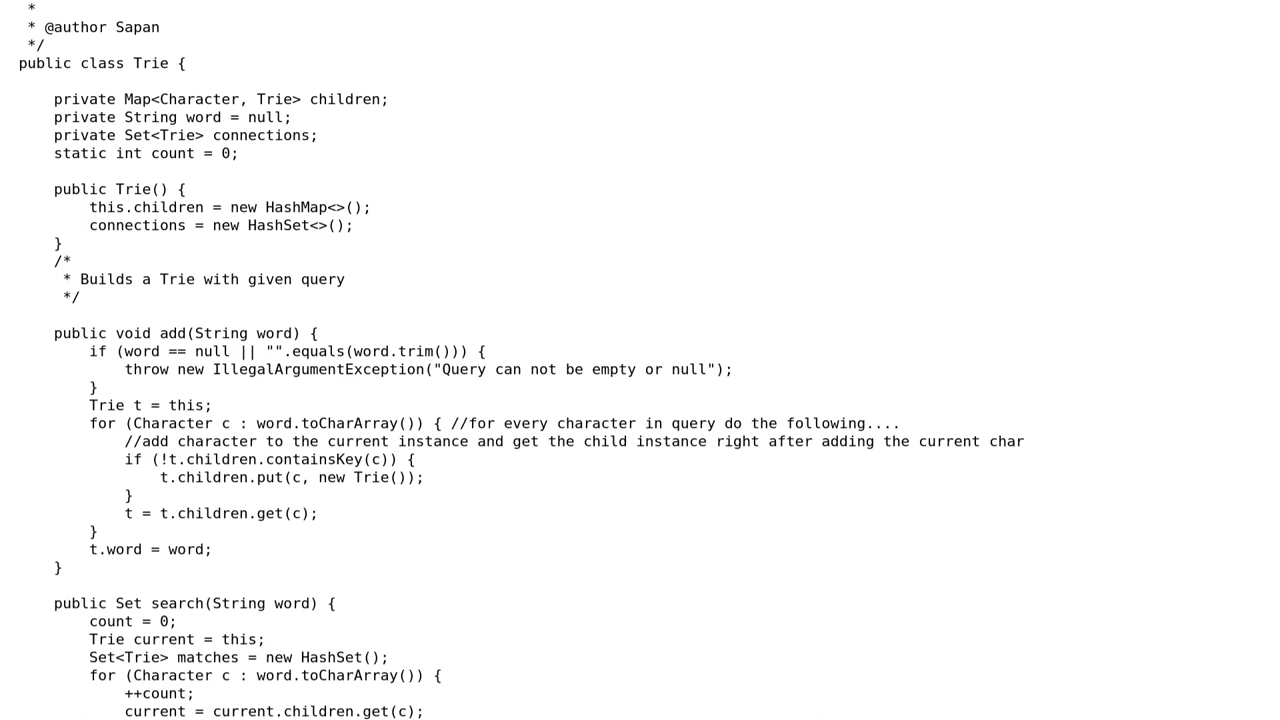 *
 * @author Sapan
 */
public class Trie {

    private Map<Character, Trie> children;
    private String word = null;
    private Set<Trie> connections;
    static int count = 0;

    public Trie() {
        this.children = new HashMap<>();
        connections = new HashSet<>();
    }
    /*
     * Builds a Trie with given query
     */

    public void add(String word) {
        if (word == null || "".equals(word.trim())) {
            throw new IllegalArgumentException("Query can not be empty or null");
        }
        Trie t = this;
        for (Character c : word.toCharArray()) { //for every character in query do the following....
            //add character to the current instance and get the child instance right after adding the current char
            if (!t.children.containsKey(c)) {
                t.children.put(c, new Trie());
            }
            t = t.children.get(c);
        }
        t.word = word;
    }

    public Set search(String word) {
        count = 0;
        Trie current = this;
        Set<Trie> matches = new HashSet();
        for (Character c : word.toCharArray()) {
            ++count;
            current = current.children.get(c);